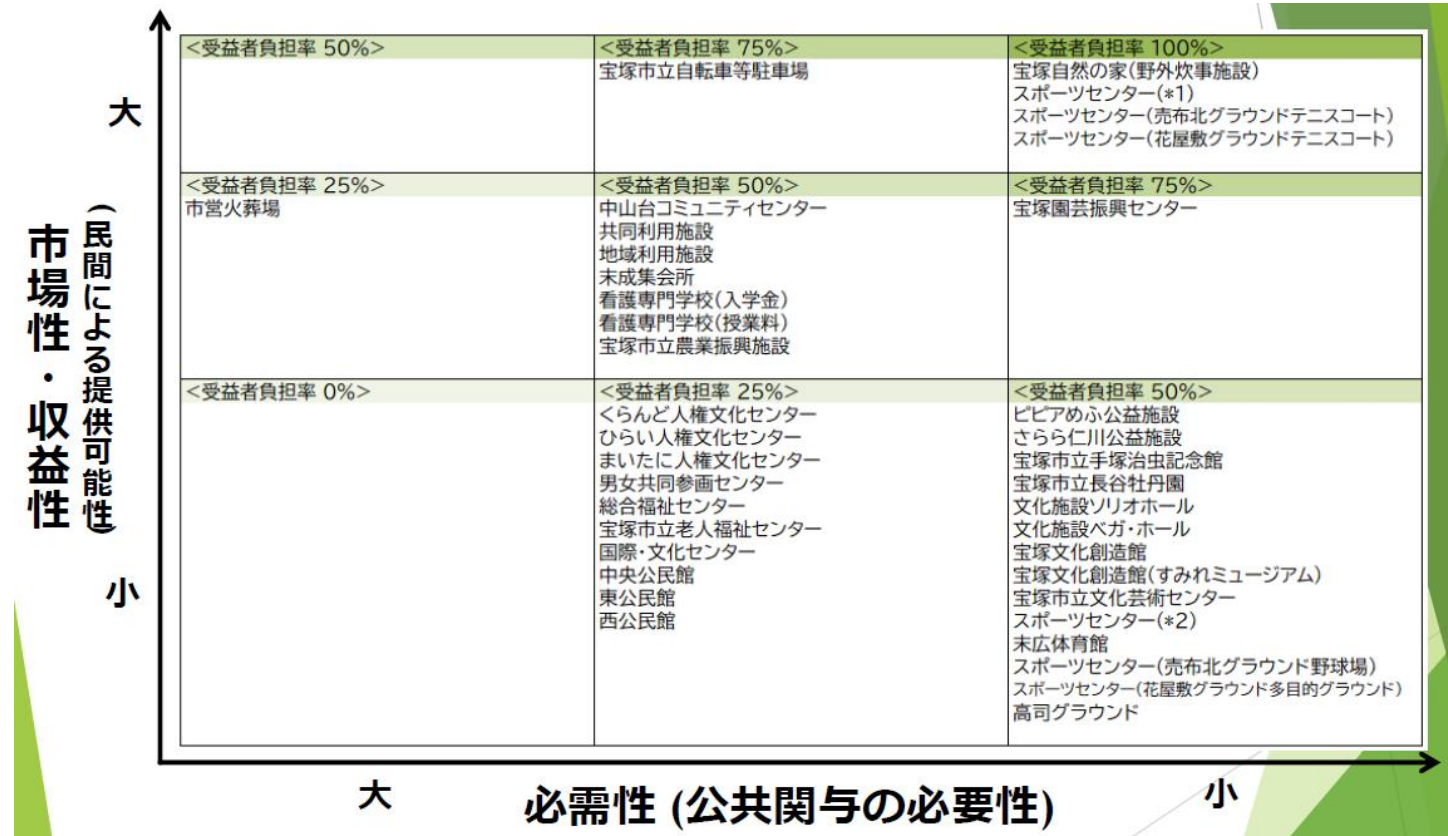 <受益者負担率 50%>
<受益者負担率 75%>
宝塚市立自転車等駐車場
<受益者負担率 100%>
宝塚自然の家(野外炊事施設)
スポーツセンター(*1)
スポーツセンター(売布北グラウンドテニスコート)
スポーツセンター(花屋敷グラウンドテニスコート)
<受益者負担率 25%>
市営火葬場
<受益者負担率 50%>
中山台コミュニティセンター
共同利用施設
地域利用施設
末成集会所
看護専門学校(入学金)
看護専門学校(授業料)
宝塚市立農業振興施設
<受益者負担率 75%>
宝塚園芸振興センター
<受益者負担率 0%>
<受益者負担率 25%>
くらんど人権文化センター
ひらい人権文化センター
まいたに人権文化センター
男女共同参画センター
総合福祉センター
宝塚市立老人福祉センター
国際・文化センター
中央公民館
東公民館
西公民館
<受益者負担率 50%>
ピピアめふ公益施設
さらら仁川公益施設
宝塚市立手塚治虫記念館
宝塚市立長谷牡丹園
文化施設ソリオホール
文化施設ベガ・ホール
宝塚文化創造館
宝塚文化創造館(すみれミュージアム)
宝塚市立文化芸術センター
スポーツセンター(*2)
末広体育館
スポーツセンター(売布北グラウンド野球場)
スポーツセンター(花屋敷グラウンド多目的グラウンド)
高司グラウンド
大
市場性・収益性
(民間による提供可能性)
小
大
必需性 (公共関与の必要性)
小